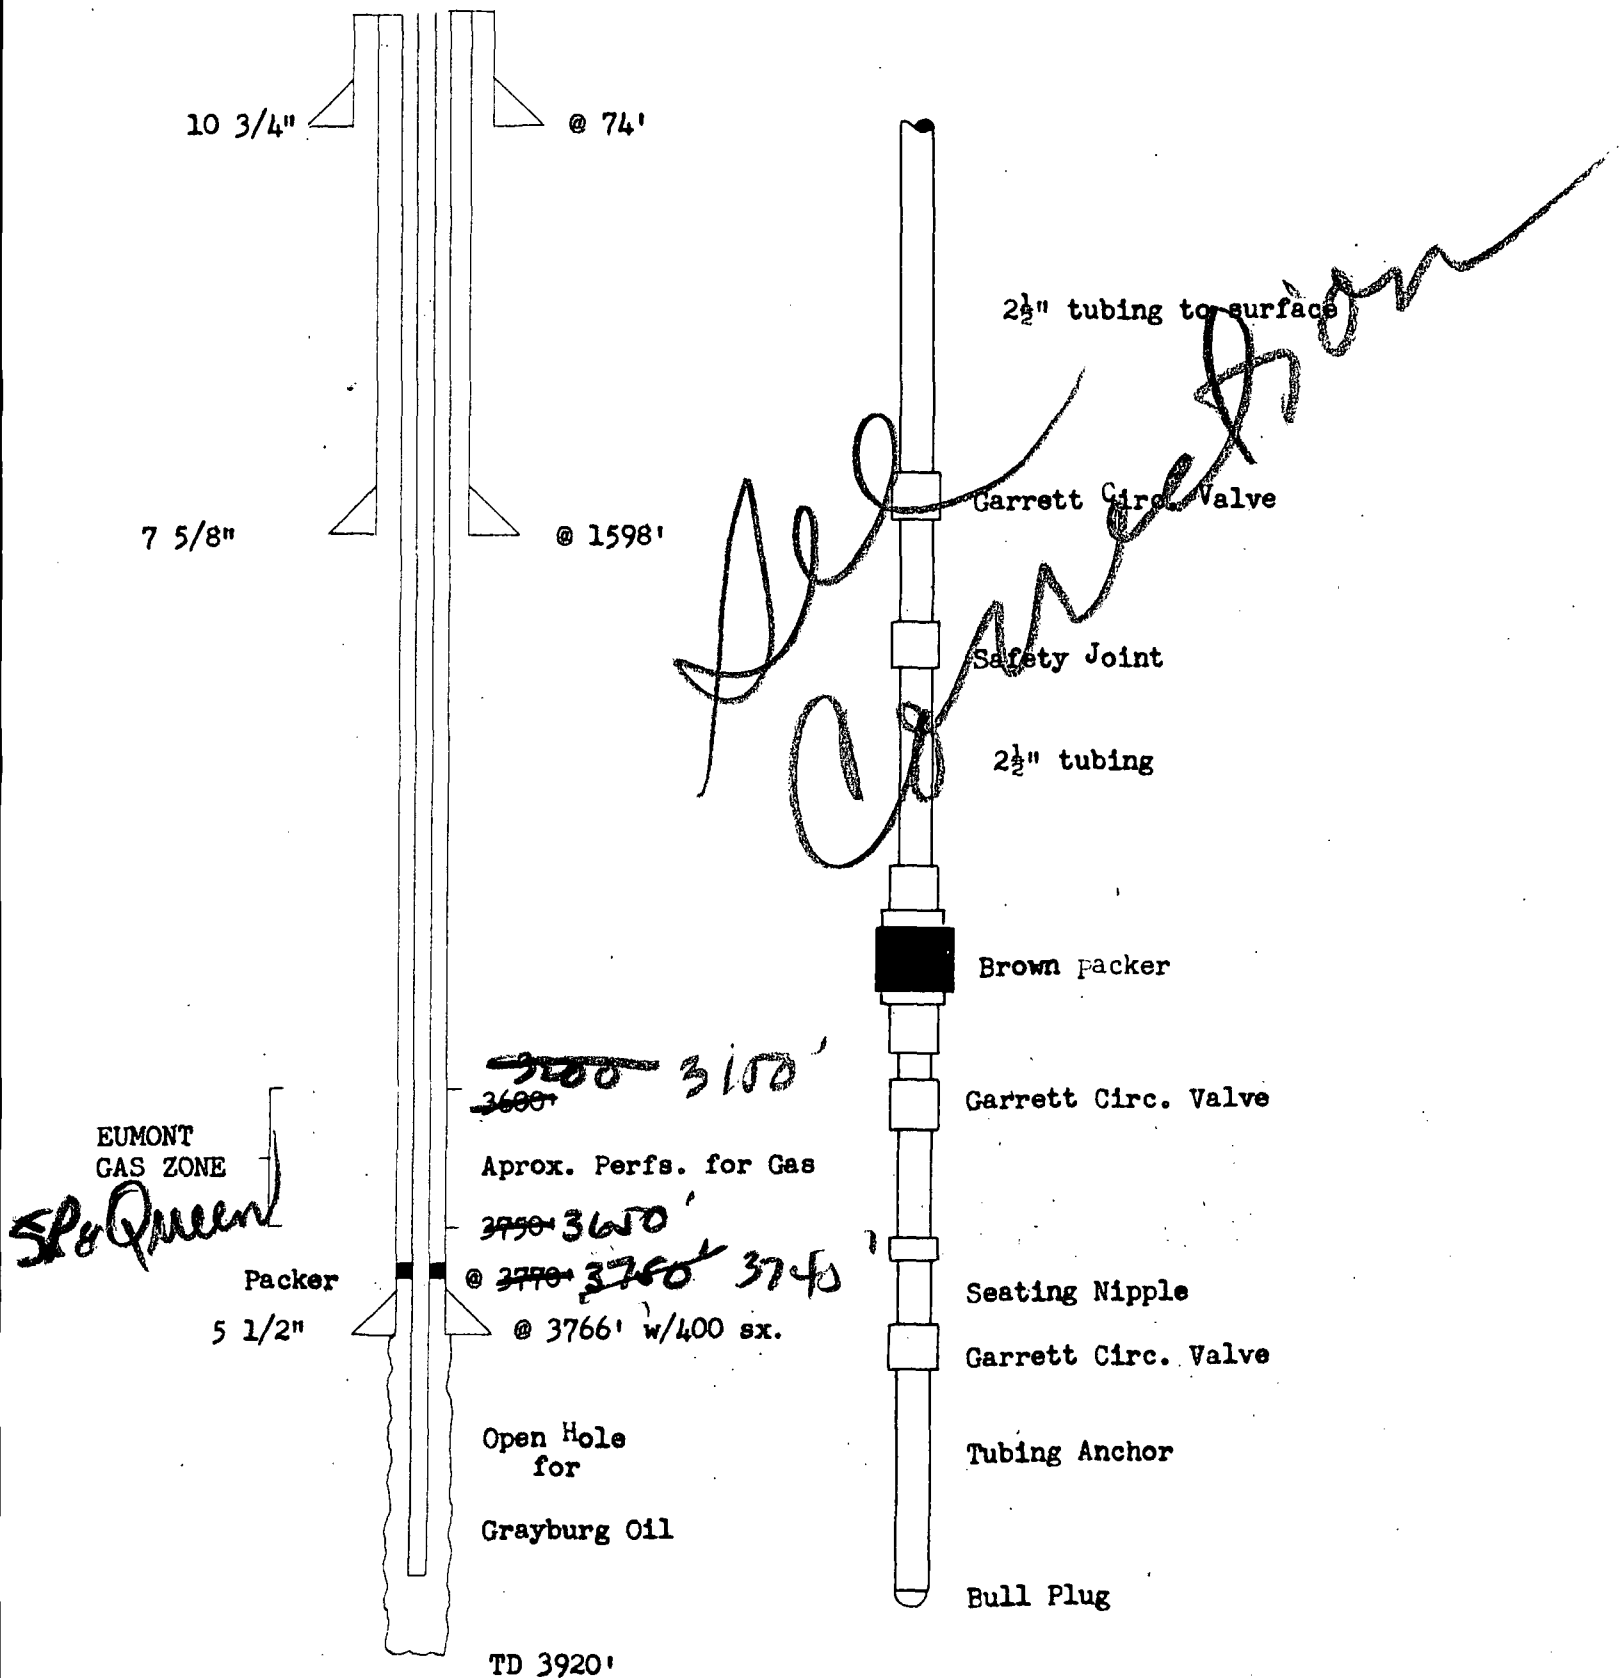 10 3/4" @ 74'
7 5/8" @ 1598'
EUMONT
GAS ZONE
SP & Queen
3200 3100'
3600'
Aprox. Perfs. for Gas
3750' 3650'
Packer @ 3770' 3760' 3740
5 1/2" @ 3766' w/400 sx.
Open Hole
for
Grayburg Oil
TD 3920'
2½" tubing to surface
Garrett Circ. Valve
Safety Joint
2½" tubing
Brown packer
Garrett Circ. Valve
Seating Nipple
Garrett Circ. Valve
Tubing Anchor
Bull Plug
See
Correction